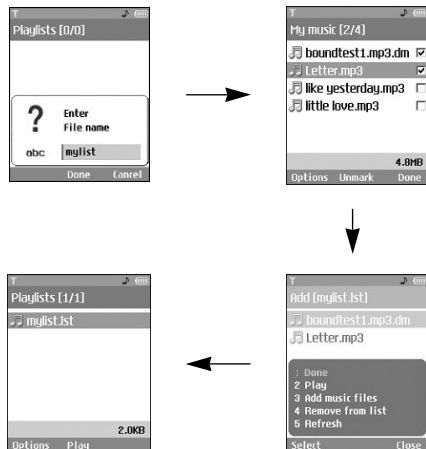 Playlists [0/0]
Enter
File name
abc mylist
Done Cancel
My music [2/4]
boundtest1.mp3.dm
Letter.mp3
like yesterday.mp3
little love.mp3
4.8MB
Options Unmark Done
Add [mylist.lst]
boundtest1.mp3.dm
Letter.mp3
1 Done
2 Play
3 Add music files
4 Remove from list
5 Refresh
Select Close
Playlists [1/1]
mylist.lst
2.0KB
Options Play